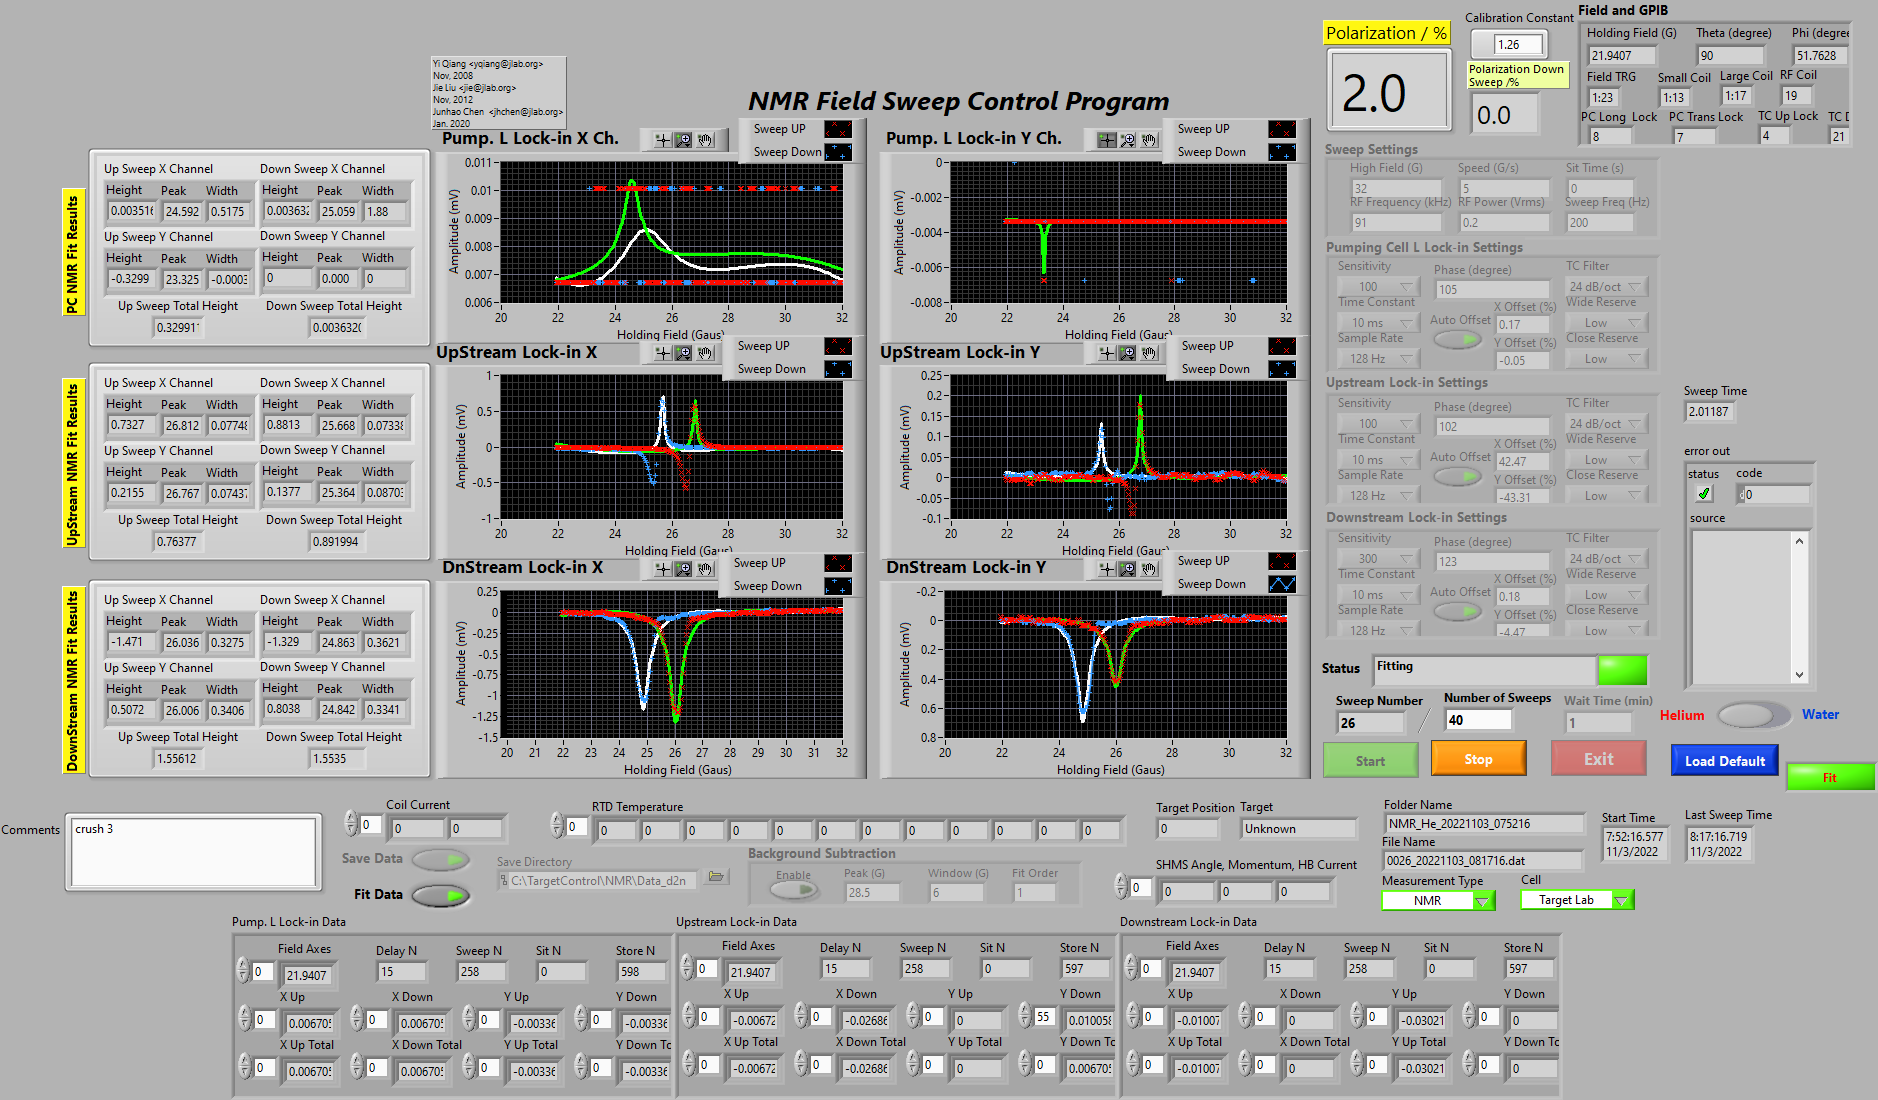 Yi Qiang <yqiang@jlab.org>
Nov, 2008
Jie Liu <jie@jlab.org>
Nov, 2012
Junhao Chen <jhchen@jlab.org>
Jan. 2020
NMR Field Sweep Control Program
Polarization / %
2.0
Calibration Constant
1.26
Polarization Down
Sweep /%
0.0
Field and GPIB
Holding Field (G) Theta (degree) Phi (degree
21.9407 90 51.7628
Field TRG Small Coil Large Coil RF Coil
1:23 1:13 1:17 19
PC Long Lock PC Trans Lock TC Up Lock TC D
8 7 4 21
PC NMR Fit Results
Up Sweep X Channel Down Sweep X Channel
Height Peak Width Height Peak Width
0.003516 24.592 0.5175 0.003632 25.059 1.88
Up Sweep Y Channel Down Sweep Y Channel
Height Peak Width Height Peak Width
-0.3299 23.325 -0.0003 0 0.000 0
Up Sweep Total Height Down Sweep Total Height
0.32991 0.003632
UpStream NMR Fit Results
Up Sweep X Channel Down Sweep X Channel
Height Peak Width Height Peak Width
0.7327 26.812 0.07748 0.8813 25.668 0.07338
Up Sweep Y Channel Down Sweep Y Channel
Height Peak Width Height Peak Width
0.2155 26.767 0.07437 0.1377 25.364 0.08703
Up Sweep Total Height Down Sweep Total Height
0.76377 0.891994
DownStream NMR Fit Results
Up Sweep X Channel Down Sweep X Channel
Height Peak Width Height Peak Width
-1.471 26.036 0.3275 -1.329 24.863 0.3621
Up Sweep Y Channel Down Sweep Y Channel
Height Peak Width Height Peak Width
0.5072 26.006 0.3406 0.8038 24.842 0.3341
Up Sweep Total Height Down Sweep Total Height
1.55612 1.5535
Pump. L Lock-in X Ch.
Sweep UP
Sweep Down
Amplitude (mV)
0.011
0.01
0.009
0.008
0.007
0.006
20 22 24 26 28 30 32
Holding Field (Gaus)
Pump. L Lock-in Y Ch.
Sweep UP
Sweep Down
Amplitude (mV)
0
-0.002
-0.004
-0.006
-0.008
20 22 24 26 28 30 32
Holding Field (Gaus)
UpStream Lock-in X
Sweep UP
Sweep Down
Amplitude (mV)
1
0.5
0
-0.5
-1
20 22 24 26 28 30 32
Holding Field (Gaus)
UpStream Lock-in Y
Sweep UP
Sweep Down
Amplitude (mV)
0.25
0.2
0.15
0.1
0.05
0
-0.05
-0.1
20 22 24 26 28 30 32
Holding Field (Gaus)
DnStream Lock-in X
Sweep UP
Sweep Down
Amplitude (mV)
0.25
0
-0.25
-0.5
-0.75
-1
-1.25
-1.5
20 21 22 23 24 25 26 27 28 29 30 31 32
Holding Field (Gaus)
DnStream Lock-in Y
Sweep UP
Sweep Down
Amplitude (mV)
-0.2
0
0.2
0.4
0.6
0.8
20 22 24 26 28 30 32
Holding Field (Gaus)
Sweep Settings
High Field (G) Speed (G/s) Sit Time (s)
32 5 0
RF Frequency (kHz) RF Power (Vrms) Sweep Freq (Hz)
91 0.2 200
Pumping Cell L Lock-in Settings
Sensitivity Phase (degree) TC Filter
100 105 24 dB/oct
Time Constant X Offset (%) Wide Reserve
10 ms Auto Offset 0.17 Low
Sample Rate Y Offset (%) Close Reserve
128 Hz -0.05 Low
Upstream Lock-in Settings
Sensitivity Phase (degree) TC Filter
100 102 24 dB/oct
Time Constant X Offset (%) Wide Reserve
10 ms Auto Offset 42.47 Low
Sample Rate Y Offset (%) Close Reserve
128 Hz -43.31 Low
Downstream Lock-in Settings
Sensitivity Phase (degree) TC Filter
300 123 24 dB/oct
Time Constant X Offset (%) Wide Reserve
10 ms Auto Offset 0.18 Low
Sample Rate Y Offset (%) Close Reserve
128 Hz -4.47 Low
Sweep Time
2.01187
error out
status code
0
source
Status Fitting
Sweep Number Number of Sweeps Wait Time (min)
26 / 40 1
Helium Water
Start Stop Exit Load Default Fit
Comments crush 3
Coil Current
0 0 0
Save Data
Fit Data
RTD Temperature
0 0 0 0 0 0 0 0 0 0 0 0 0
Save Directory
C:\TargetControl\NMR\Data_d2n
Background Subtraction
Enable Peak (G) Window (G) Fit Order
28.5 6 1
Target Position Target
0 Unknown
SHMS Angle, Momentum, HB Current
0 0 0 0
Folder Name
NMR_He_20221103_075216
File Name
0026_20221103_081716.dat
Measurement Type Cell
NMR Target Lab
Start Time Last Sweep Time
7:52:16.577 8:17:16.719
11/3/2022 11/3/2022
Pump. L Lock-in Data
Field Axes Delay N Sweep N Sit N Store N
0 21.9407 15 258 0 598
X Up X Down Y Up Y Down
0 0.006705 0 0.006705 0 -0.00336 0 -0.00336
X Up Total X Down Total Y Up Total Y Down To
0 0.006705 0 0.006705 0 -0.00336 0 -0.00336
Upstream Lock-in Data
Field Axes Delay N Sweep N Sit N Store N
0 21.9407 15 258 0 597
X Up X Down Y Up Y Down
0 -0.00672 0 -0.02686 0 0 55 0.010058
X Up Total X Down Total Y Up Total Y Down To
0 -0.00672 0 -0.02686 0 0 0 0.006705
Downstream Lock-in Data
Field Axes Delay N Sweep N Sit N Store N
0 21.9407 15 258 0 597
X Up X Down Y Up Y Down
0 -0.01007 0 0 0 -0.03021 0 0
X Up Total X Down Total Y Up Total Y Down To
0 -0.01007 0 0 0 -0.03021 0 0